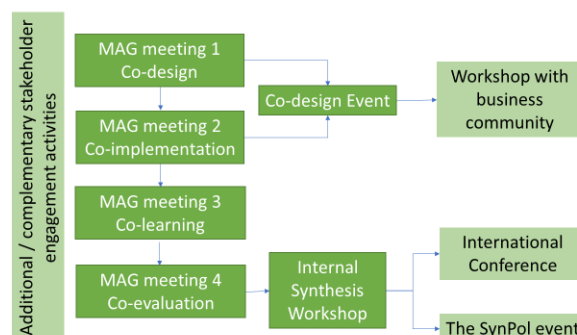 Additional / complementary stakeholder
engagement activities
MAG meeting 1
Co-design
MAG meeting 2
Co-implementation
MAG meeting 3
Co-learning
MAG meeting 4
Co-evaluation
Co-design Event
Workshop with
business
community
Internal
Synthesis
Workshop
International
Conference
The SynPol event